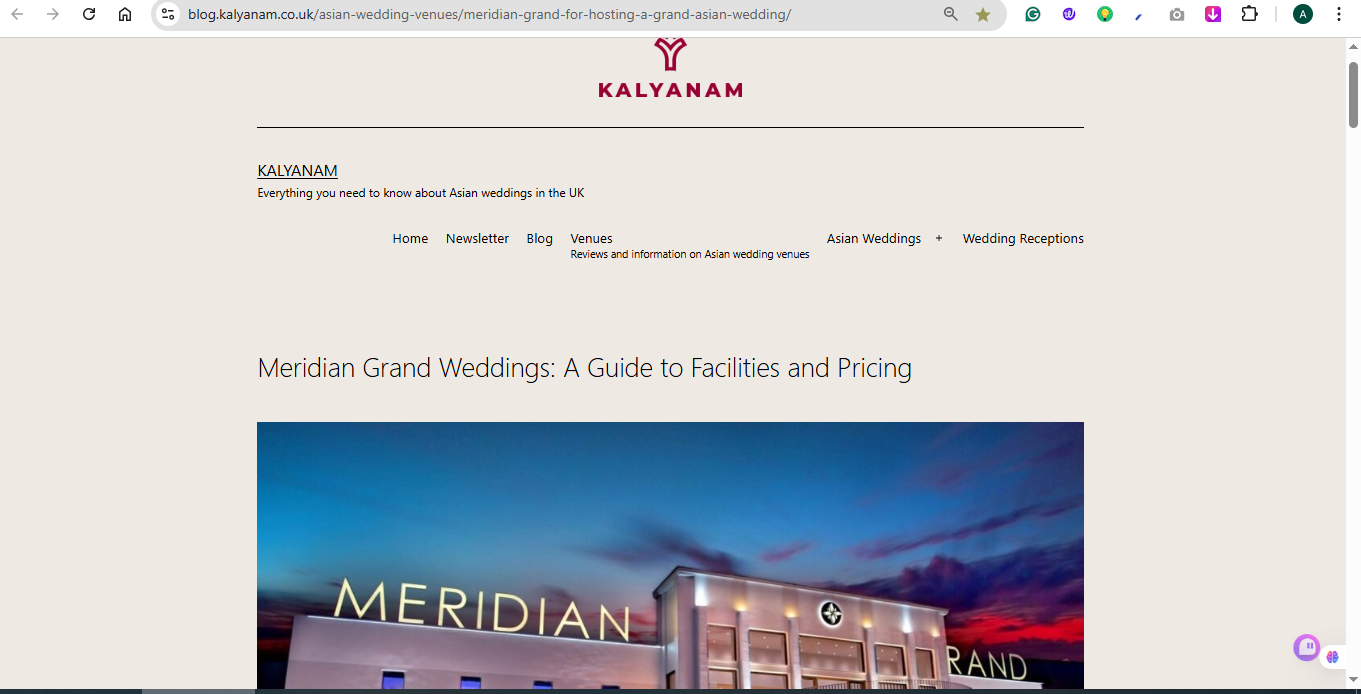 blog.kalyanam.co.uk/asian-wedding-venues/meridian-grand-for-hosting-a-grand-asian-wedding/
A
KALYANAM
KALYANAM
Everything you need to know about Asian weddings in the UK
Home Newsletter Blog Venues Asian Weddings + Wedding Receptions
Reviews and information on Asian wedding venues
Meridian Grand Weddings: A Guide to Facilities and Pricing
MERIDIAN
RAND